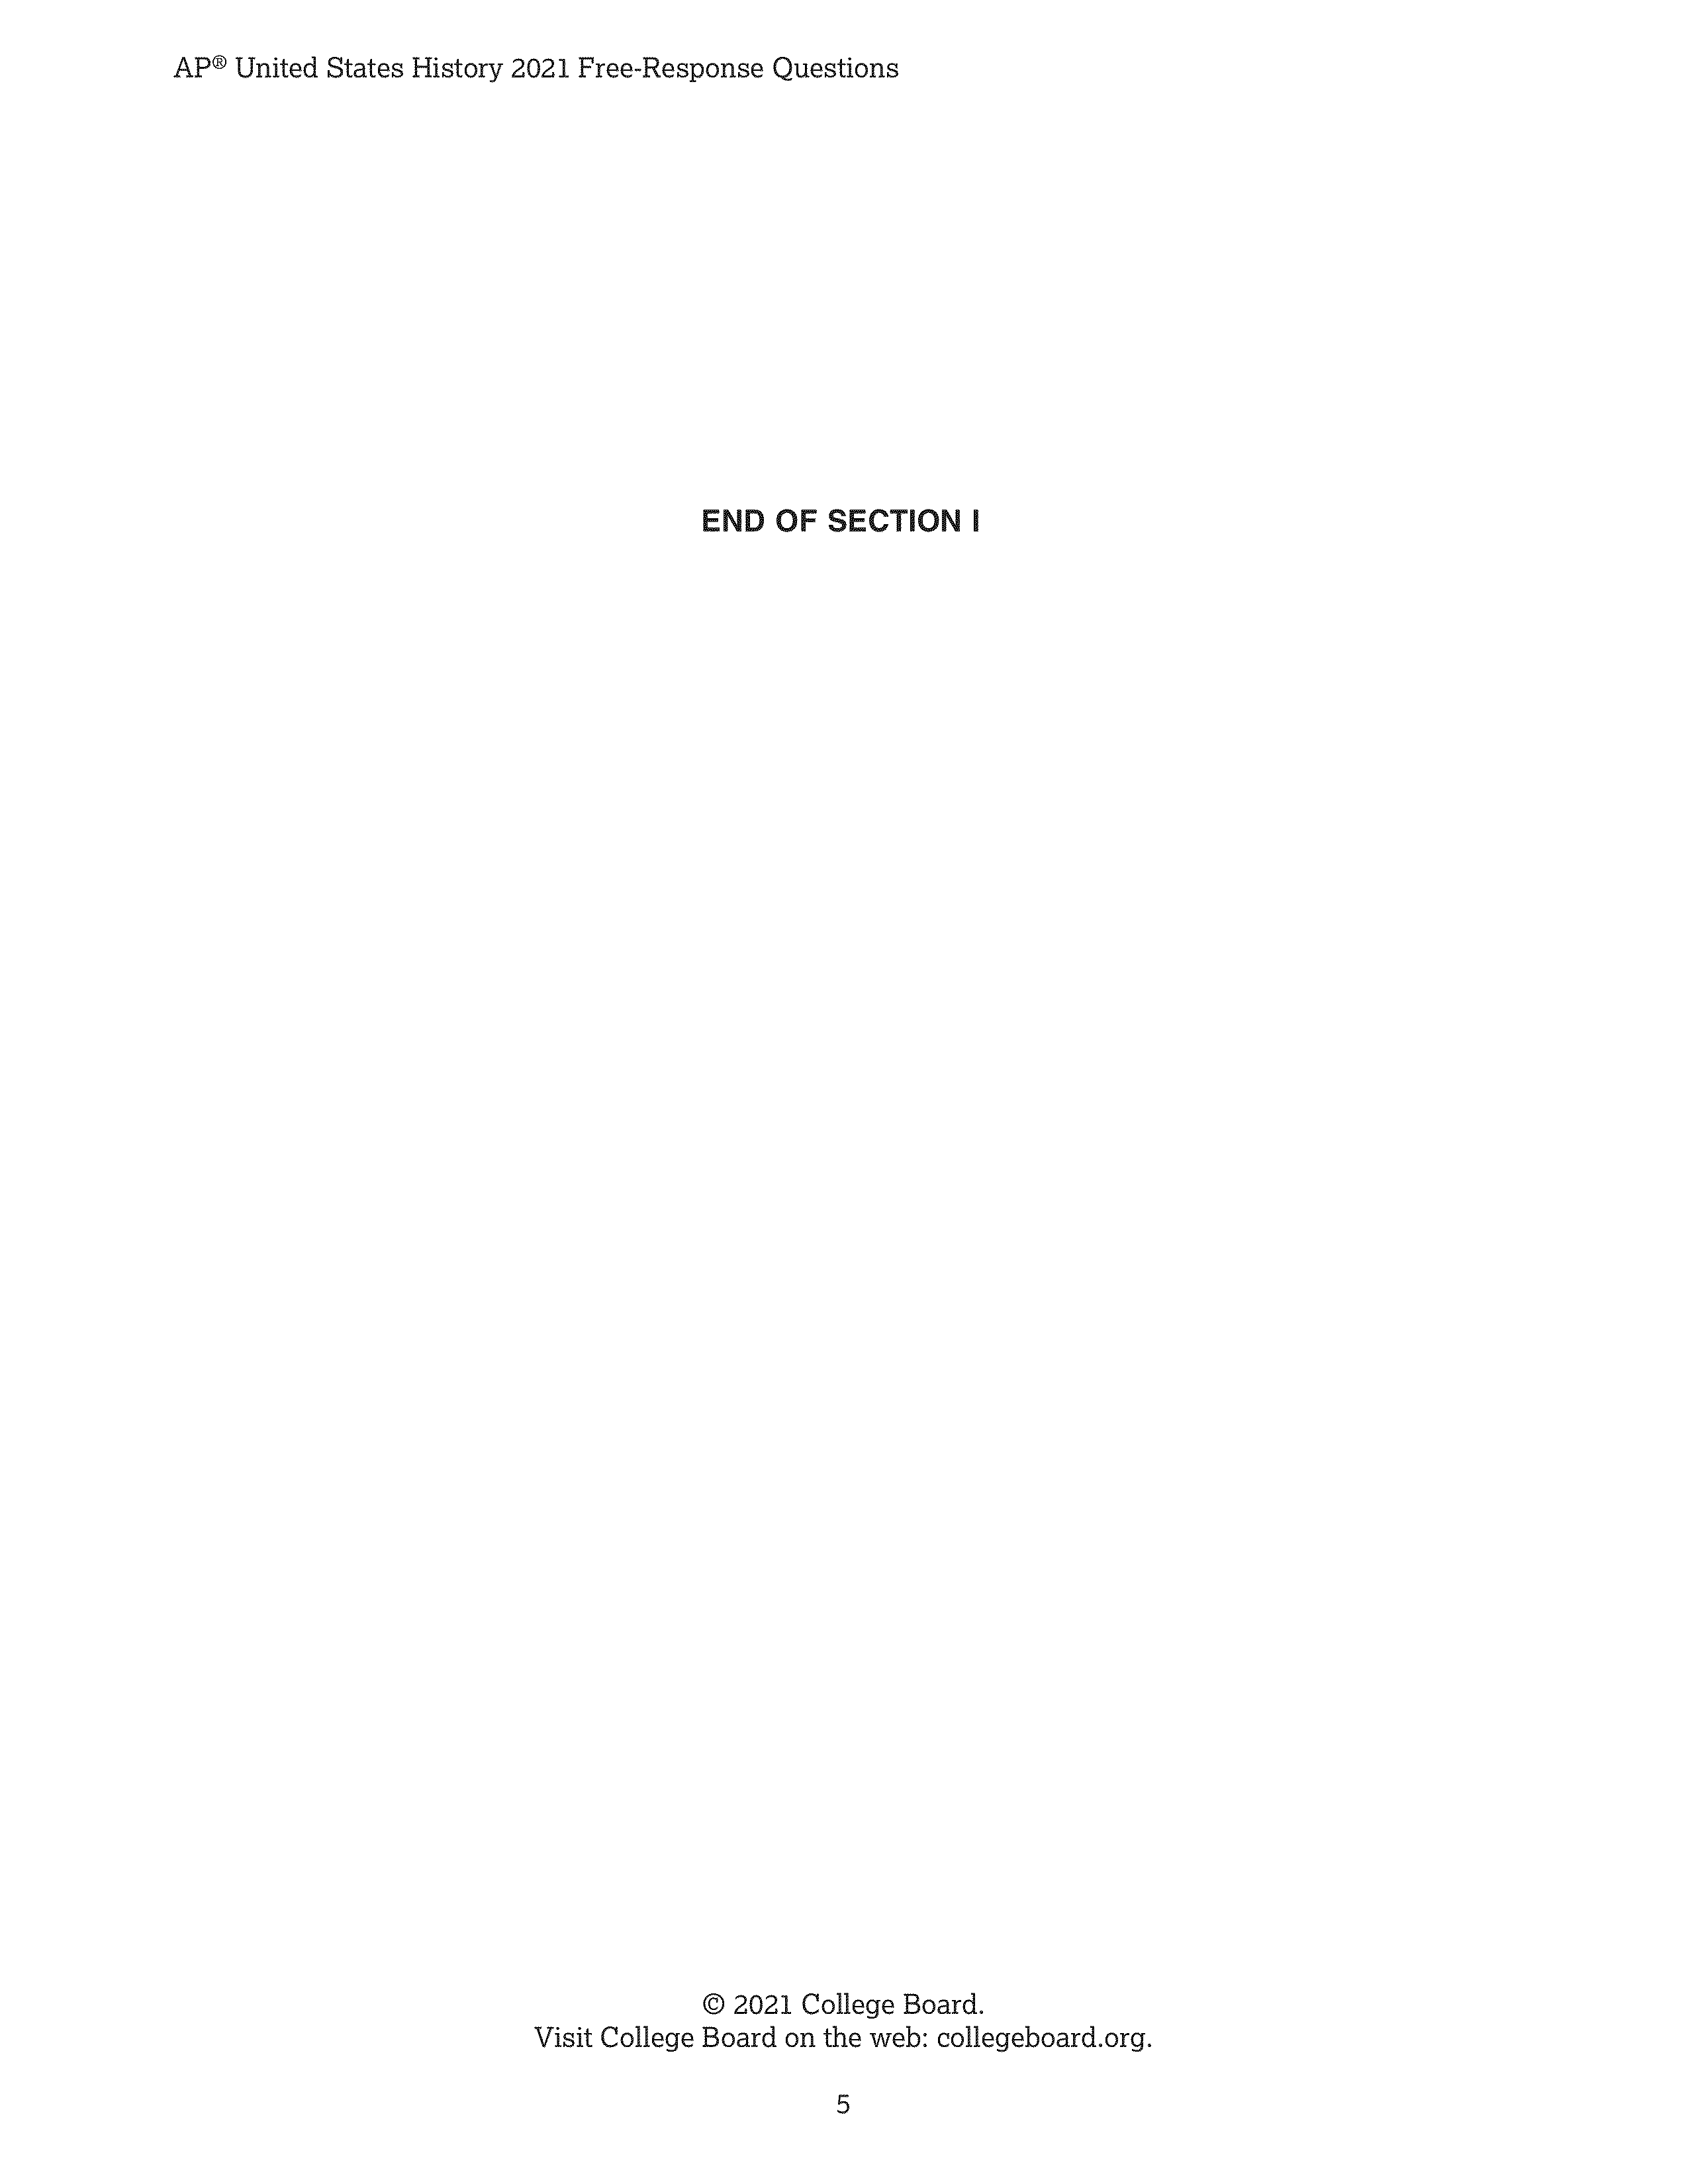 AP® United States History 2021 Free-Response Questions
END OF SECTION I
© 2021 College Board.
Visit College Board on the web: collegeboard.org.
5